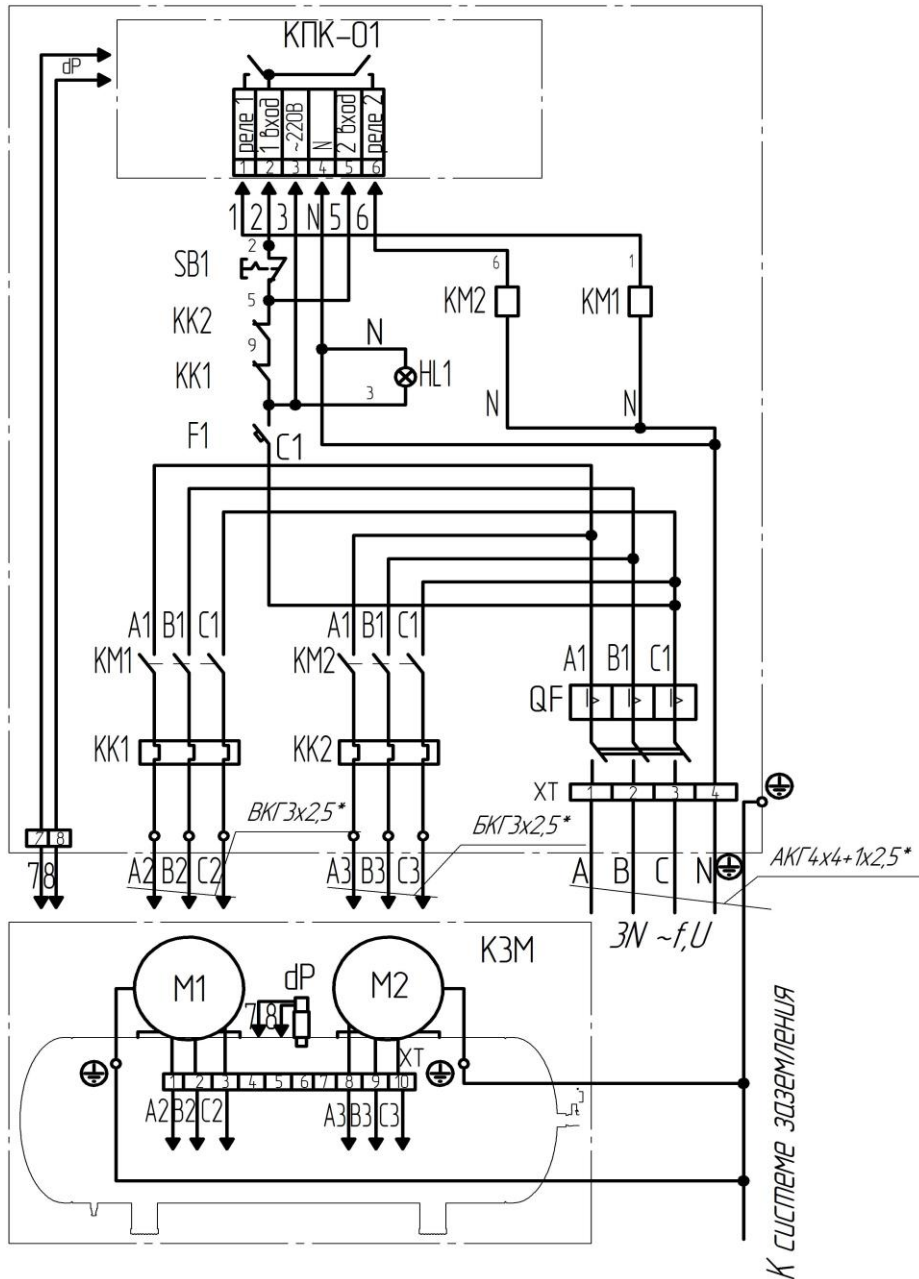 КПК-01
dP
реле 1
1 вход
~220В
N
2 вход
реле 2
1 2 3 4 5 6
1 2 3 N 5 6
2
SB1
5
KK2
9
KK1
N
HL1
3
F1
C1
6
KM2
1
KM1
N
N
A1 B1 C1
KM1
A1 B1 C1
KM2
A1 B1 C1
QF
I> I> I>
KK1
KK2
XT
1 2 3 4
ВКГ3х2,5*
БКГ3х2,5*
АКГ4х4+1х2,5*
7 8
7 8
A2 B2 C2
A3 B3 C3
A B C N
3N ~f,U
КЗМ
M1
dP
7 8
M2
XT
1 2 3 4 5 6 7 8 9 10
A2 B2 C2
A3 B3 C3
К системе заземления